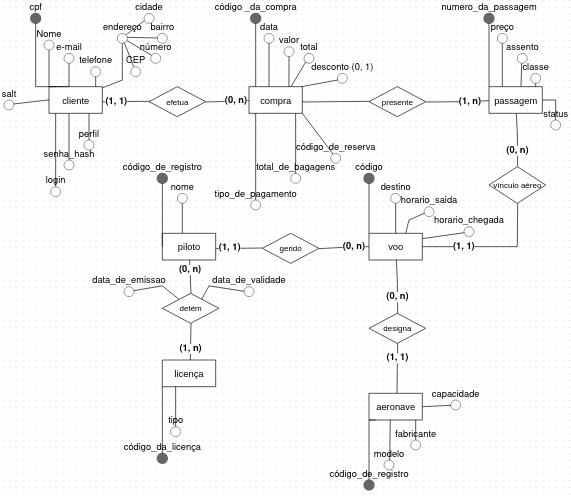 cidade
cpf
código _da_compra
numero_da_passagem
endereço
bairro
data
preço
Nome
e-mail
número
valor
total
assento
telefone
CEP
desconto (0, 1)
classe
salt
cliente
(1, 1)
efetua
(0, n)
compra
presente
(1, n)
passagem
status
perfil
código_de_reserva
senha_hash
(0, n)
login
total_de_bagagens
código_de_registro
código
tipo_de_pagamento
nome
destino
vínculo aéreo
horario_saida
horario_chegada
piloto
(1, 1)
gerido
(0, n)
voo
(1, 1)
(0, n)
data_de_emissao
data_de_validade
detém
(0, n)
designa
(1, n)
(1, 1)
licença
capacidade
aeronave
tipo
fabricante
código_da_licença
modelo
código_de_registro